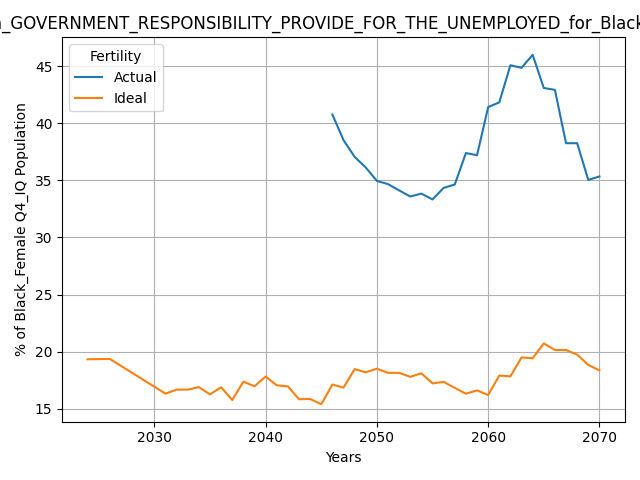 GOVERNMENT_RESPONSIBILITY_PROVIDE_FOR_THE_UNEMPLOYED_for_Black
Fertility
Actual
Ideal
% of Black_Female Q4_IQ Population
45
40
35
30
25
20
15
2030 2040 2050 2060 2070
Years